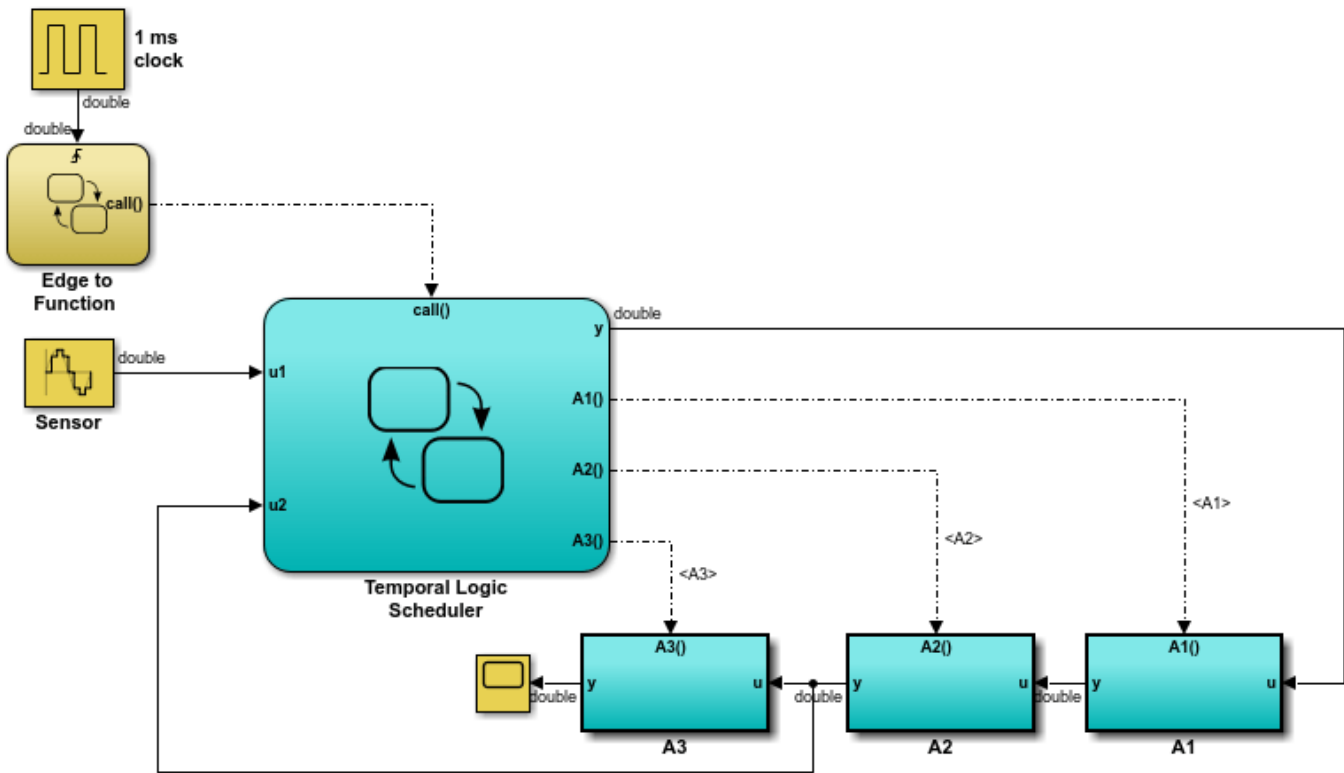 1 ms
clock
double
double
call()
Edge to
Function
call()
double
y
double
u1
Sensor
A1()
A2()
u2
<A1>
A3()
<A2>
<A3>
Temporal Logic
Scheduler
A3()
A2()
A1()
y
u
y
u
y
u
double
double
double
A3
A2
A1